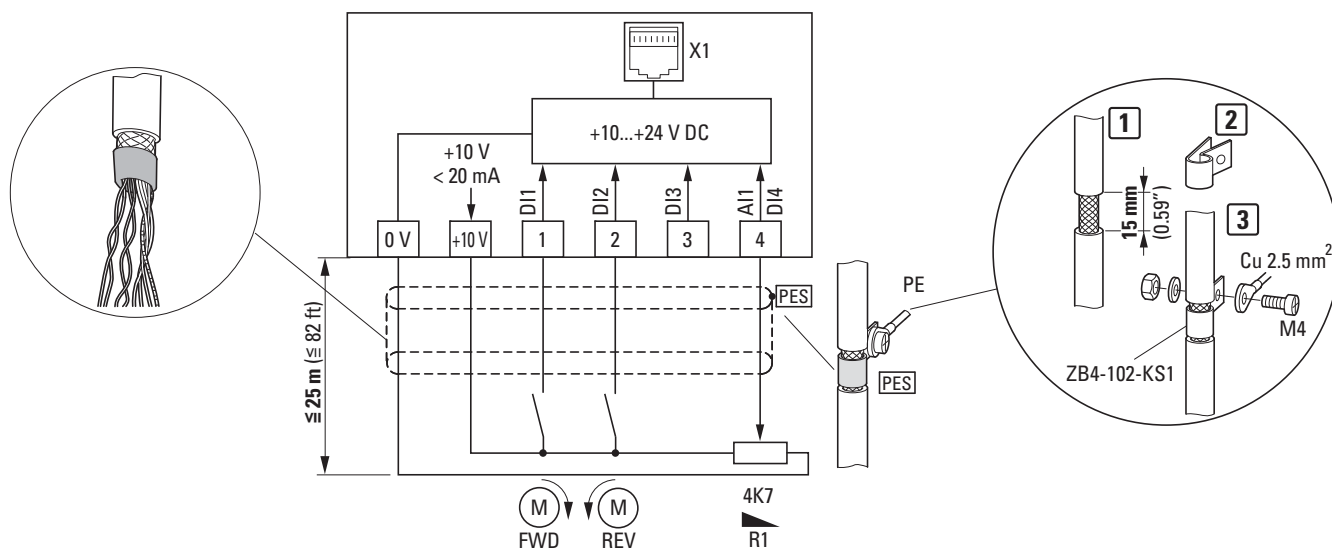 X1
+10...+24 V DC
+10 V
< 20 mA
DI1
DI2
DI3
AI1
DI4
0 V
+10 V
1
2
3
4
≦ 25 m (≦ 82 ft)
PES
PE
PES
M
FWD
M
REV
4K7
R1
1
2
3
15 mm
(0.59″)
Cu 2.5 mm²
M4
ZB4-102-KS1